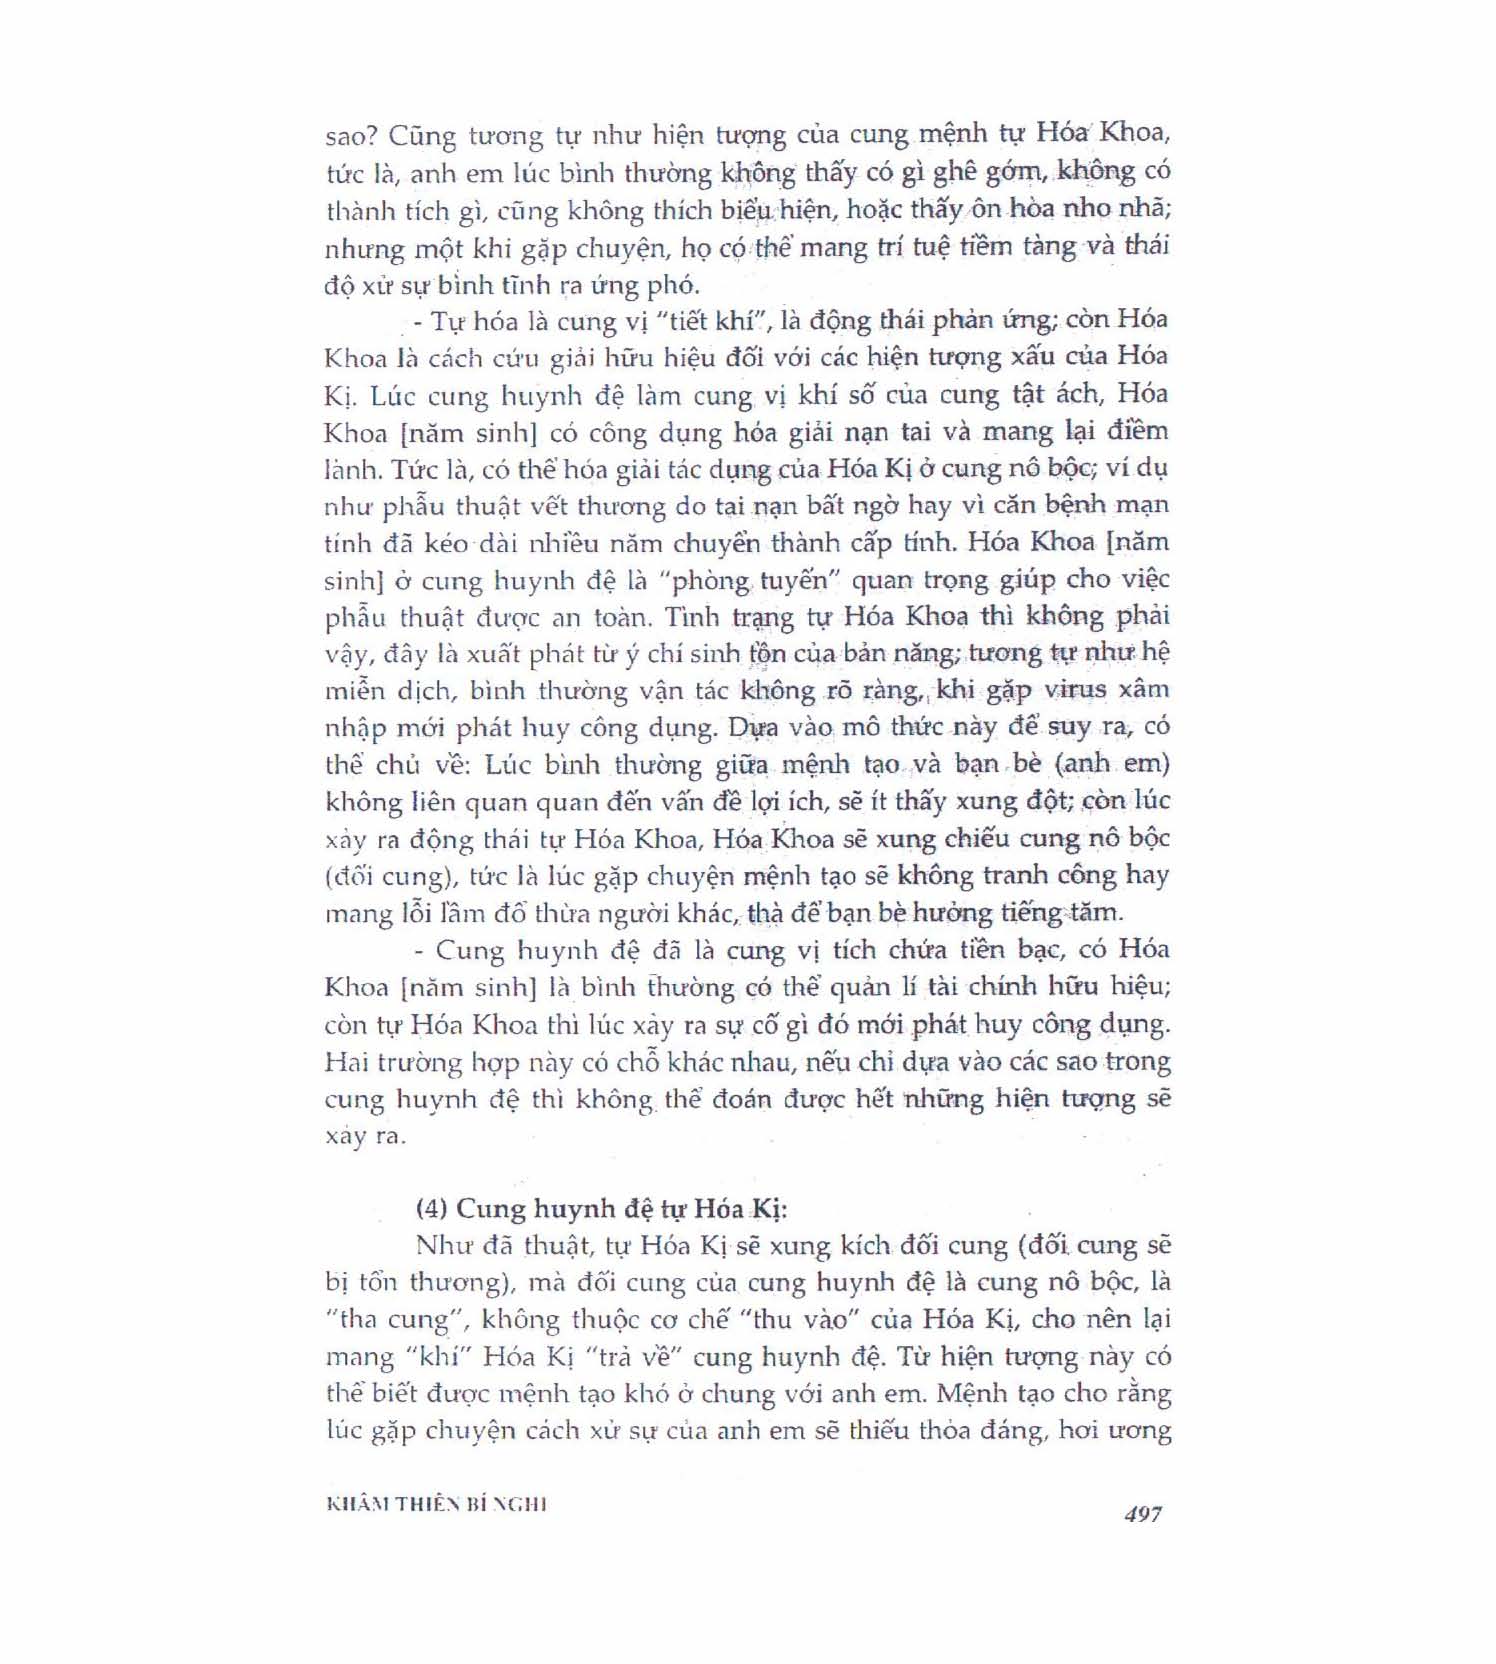 sao? Cũng tương tự như hiện tượng của cung mệnh tự Hóa Khoa,
tức là, anh em lúc bình thường không thấy có gì ghê gớm, không có
thành tích gì, cũng không thích biểu hiện, hoặc thấy ôn hòa nho nhã;
nhưng một khi gặp chuyện, họ có thể mang trí tuệ tiềm tàng và thái
độ xử sự bình tĩnh ra ứng phó.
- Tự hóa là cung vị "tiết khí", là động thái phản ứng; còn Hóa
Khoa là cách cứu giải hữu hiệu đối với các hiện tượng xấu của Hóa
Kị. Lúc cung huynh đệ làm cung vị khí số của cung tật ách, Hóa
Khoa [năm sinh] có công dụng hóa giải nạn tai và mang lại điềm
lành. Tức là, có thể hóa giải tác dụng của Hóa Kị ở cung nô bộc; ví dụ
như phẫu thuật vết thương do tai nạn bất ngờ hay vì căn bệnh mạn
tính đã kéo dài nhiều năm chuyển thành cấp tính. Hóa Khoa [năm
sinh] ở cung huynh đệ là "phòng tuyến" quan trọng giúp cho việc
phẫu thuật được an toàn. Tình trạng tự Hóa Khoa thì không phải
vậy, đây là xuất phát từ ý chí sinh tồn của bản năng; tương tự như hệ
miễn dịch, bình thường vận tác không rõ ràng, khi gặp virus xâm
nhập mới phát huy công dụng. Dựa vào mô thức này để suy ra, có
thể chủ về: Lúc bình thường giữa mệnh tạo và bạn bè (anh em)
không liên quan quan đến vấn đề lợi ích, sẽ ít thấy xung đột; còn lúc
xảy ra động thái tự Hóa Khoa, Hóa Khoa sẽ xung chiếu cung nô bộc
(đối cung), tức là lúc gặp chuyện mệnh tạo sẽ không tranh công hay
mang lỗi lầm đổ thừa người khác, thà để bạn bè hưởng tiếng tăm.
- Cung huynh đệ đã là cung vị tích chứa tiền bạc, có Hóa
Khoa [năm sinh] là bình thường có thể quản lí tài chính hữu hiệu;
còn tự Hóa Khoa thì lúc xảy ra sự cố gì đó mới phát huy công dụng.
Hai trường hợp này có chỗ khác nhau, nếu chỉ dựa vào các sao trong
cung huynh đệ thì không thể đoán được hết những hiện tượng sẽ
xảy ra.
(4) Cung huynh đệ tự Hóa Kị:
Như đã thuật, tự Hóa Kị sẽ xung kích đối cung (đối cung sẽ
bị tổn thương), mà đối cung của cung huynh đệ là cung nô bộc, là
"tha cung", không thuộc cơ chế "thu vào" của Hóa Kị, cho nên lại
mang "khí" Hóa Kị "trả về" cung huynh đệ. Từ hiện tượng này có
thể biết được mệnh tạo khó ở chung với anh em. Mệnh tạo cho rằng
lúc gặp chuyện cách xử sự của anh em sẽ thiếu thỏa đáng, hơi ương
KHÂM THIÊN BÍ NGHI
497